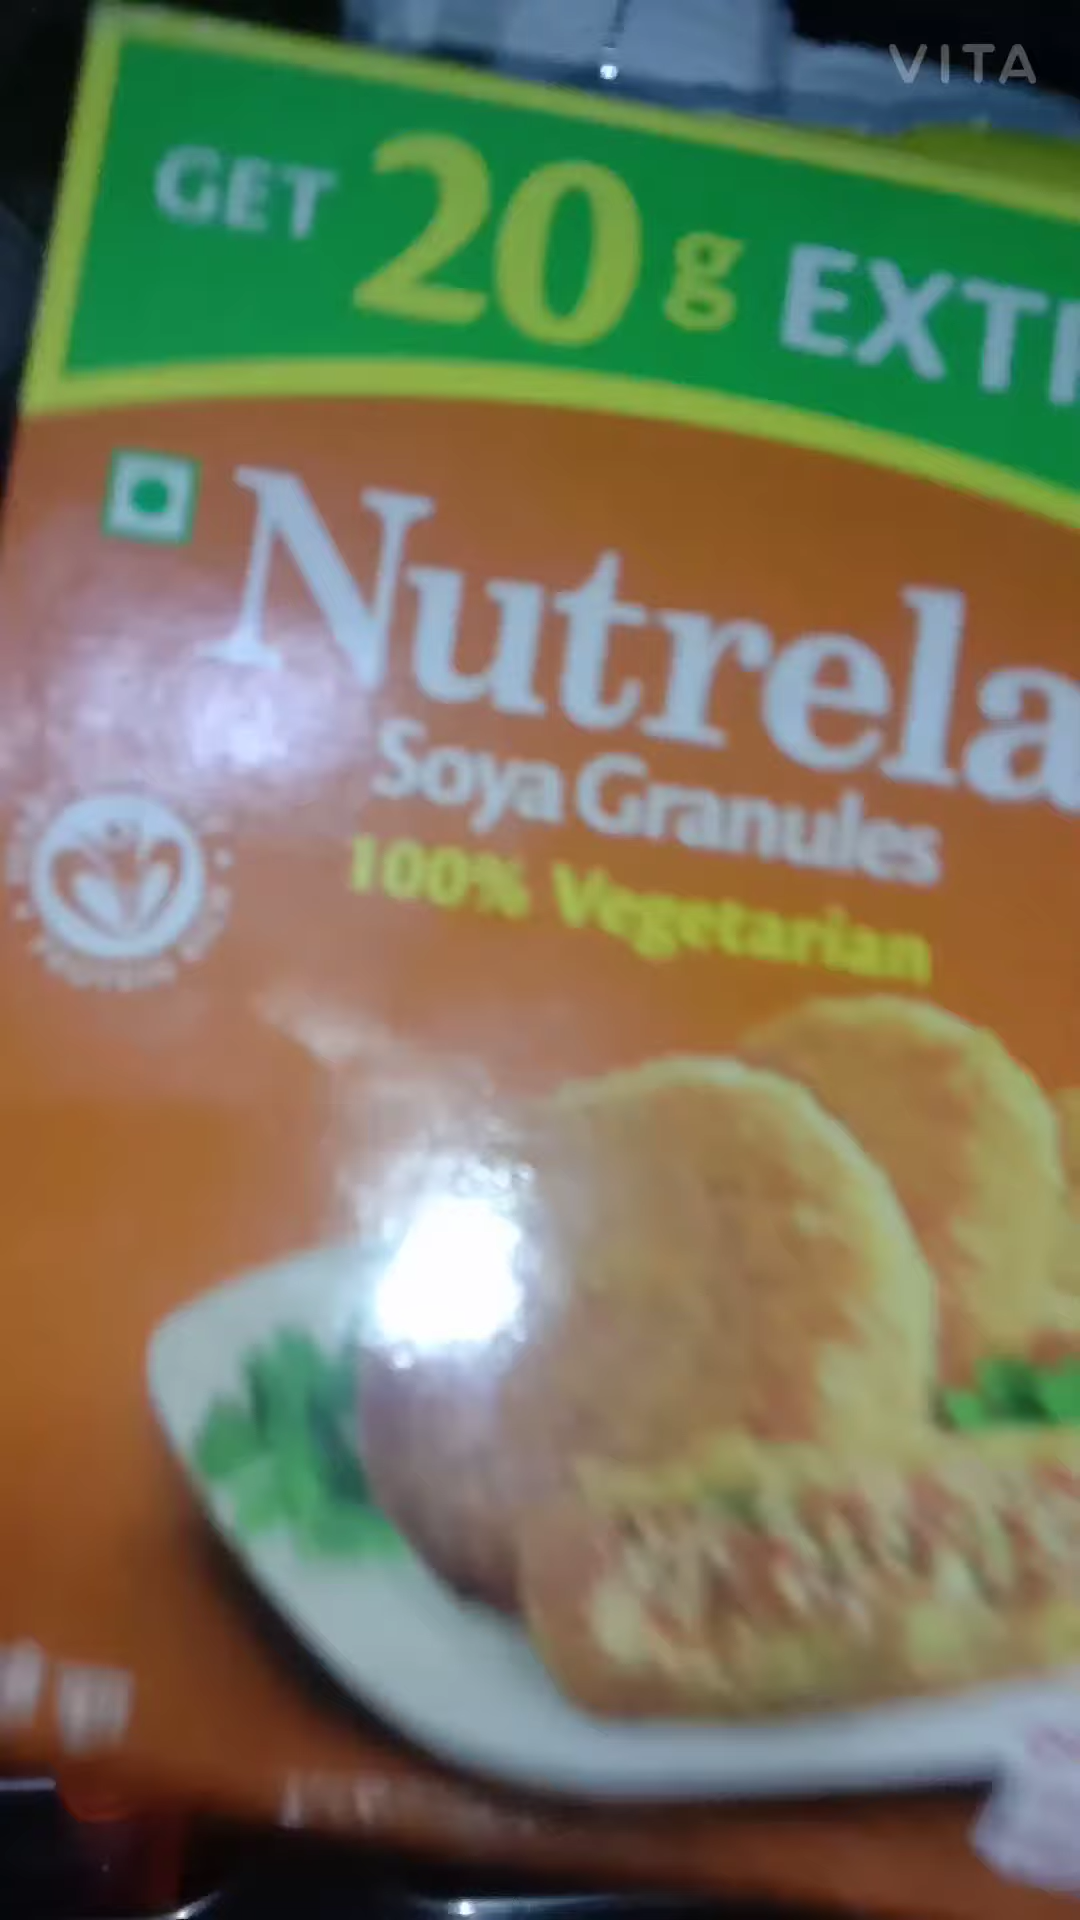 VITA
GET 20g EXTR
Nutrela
Soya Granules
100% Vegetarian